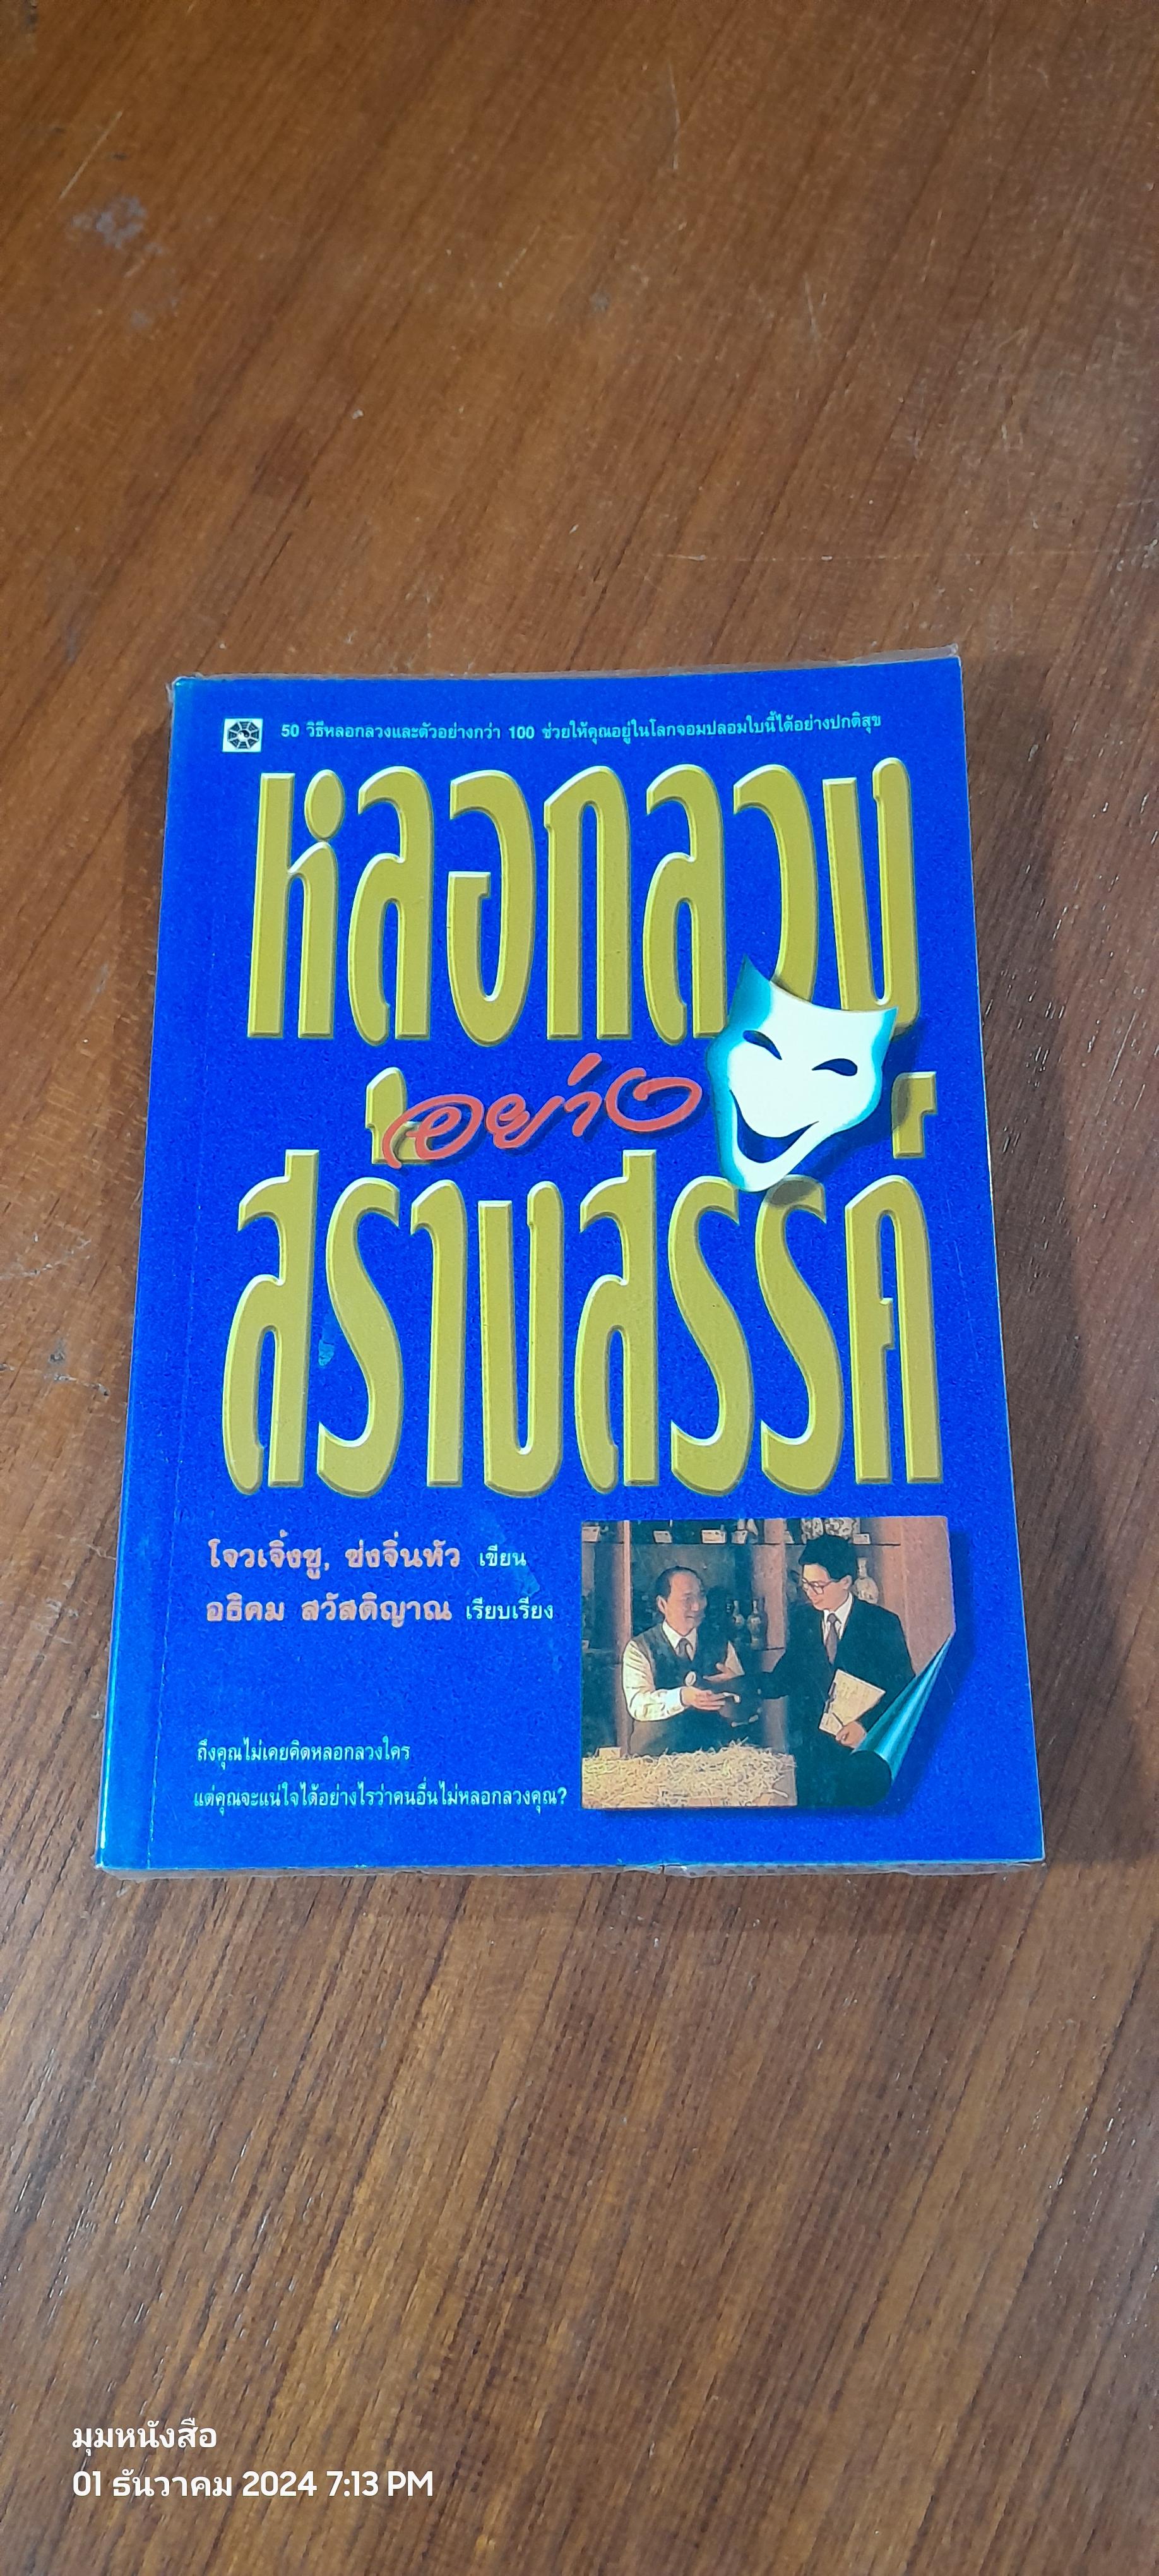 50 วิธีหลอกลวงและตัวอย่างกว่า 100 ช่วยให้คุณอยู่ในโลกจอมปลอมใบนี้ได้อย่างปกติสุข
หลอกลวง
อย่าง
สร้างสรรค์
โจวเจิ้งซู, ซ่งจิ่นหัว เขียน
อธิคม สวัสดิญาณ เรียบเรียง
ถึงคุณไม่เคยคิดหลอกลวงใคร
แต่คุณจะแน่ใจได้อย่างไรว่าคนอื่นไม่หลอกลวงคุณ?
มุมหนังสือ
01 ธันวาคม 2024 7:13 PM